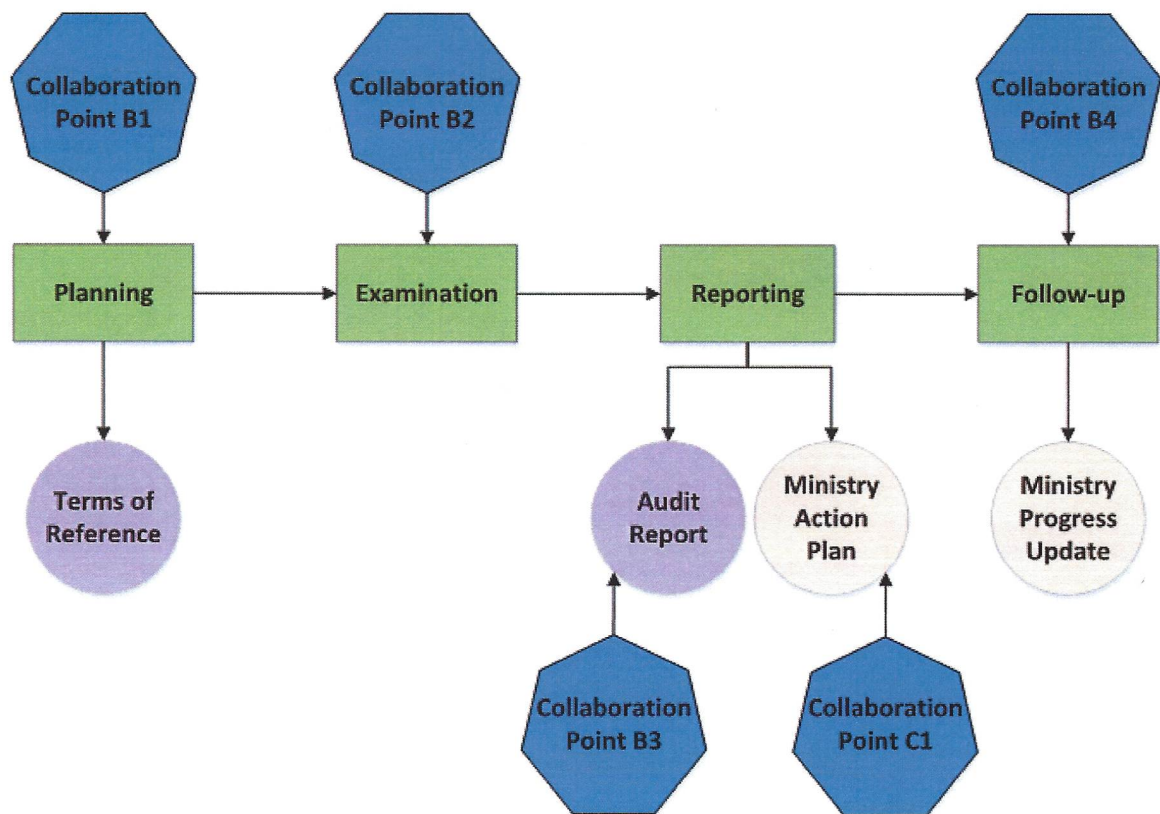 Collaboration
Point B1
Collaboration
Point B2
Collaboration
Point B4
Planning
Examination
Reporting
Follow-up
Terms of
Reference
Audit
Report
Ministry
Action
Plan
Ministry
Progress
Update
Collaboration
Point B3
Collaboration
Point C1